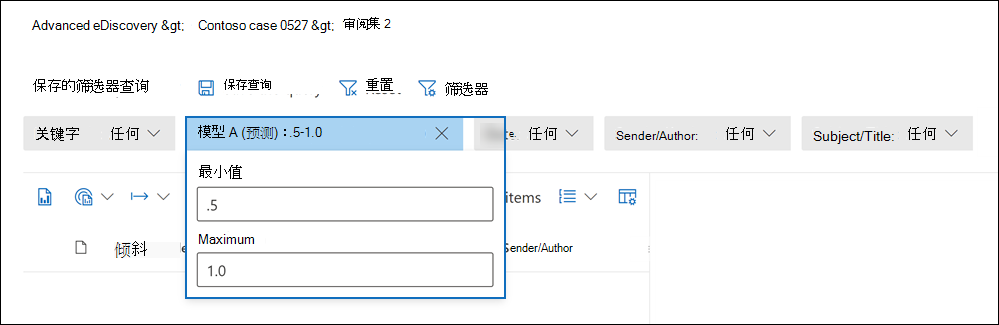 Advanced eDiscovery &gt; Contoso case 0527 &gt; 审阅集 2
保存的筛选器查询 保存查询 重置 筛选器
关键字 任何 模型 A (预测)：.5-1.0 任何 Sender/Author: 任何 Subject/Title: 任何
最小值
.5
items
Maximum
倾斜 Sender/Author
1.0